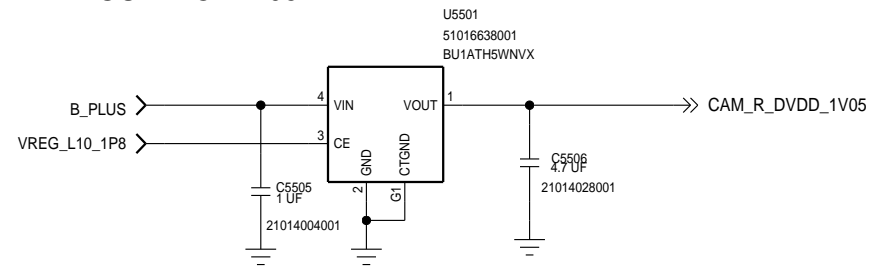 U5501
51016638001
BU1ATH5WNVX
B_PLUS
4
VIN
VOUT
1
CAM_R_DVDD_1V05
VREG_L10_1P8
3
CE
GND
CTGND
2
G1
C5505
1 UF
21014004001
C5506
4.7 UF
21014028001